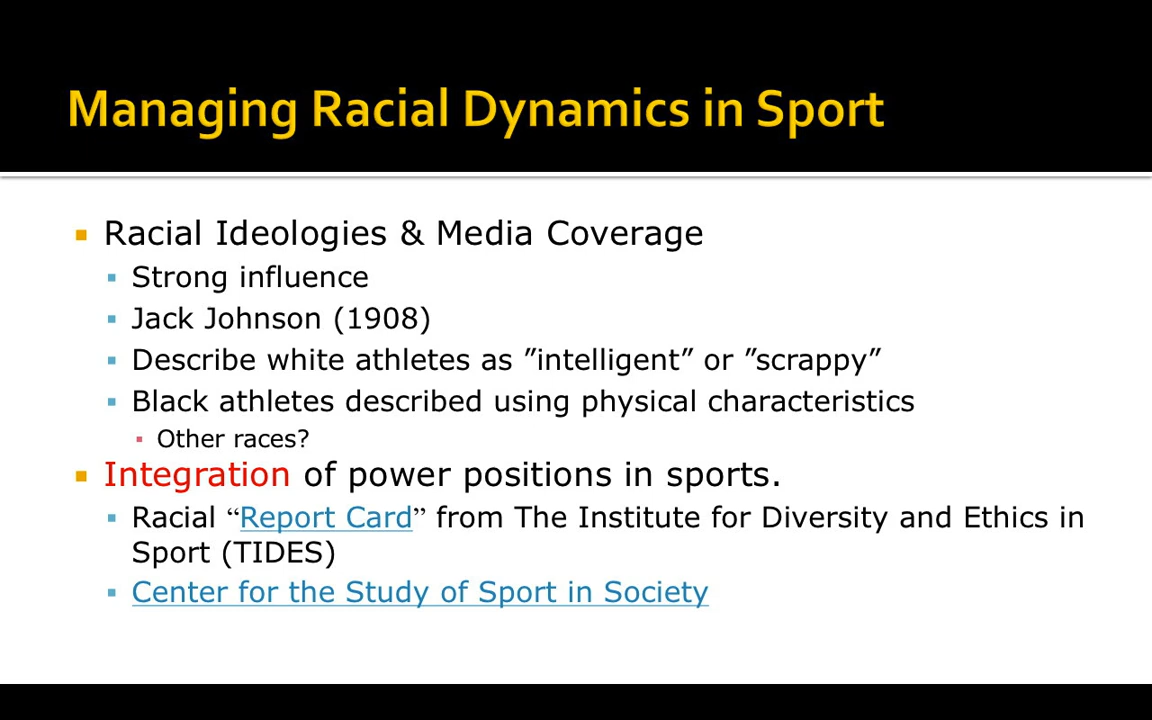 Managing Racial Dynamics in Sport
Racial Ideologies & Media Coverage
Strong influence
Jack Johnson (1908)
Describe white athletes as ”intelligent” or ”scrappy”
Black athletes described using physical characteristics
Other races?
Integration of power positions in sports.
Racial “Report Card” from The Institute for Diversity and Ethics in
Sport (TIDES)
Center for the Study of Sport in Society